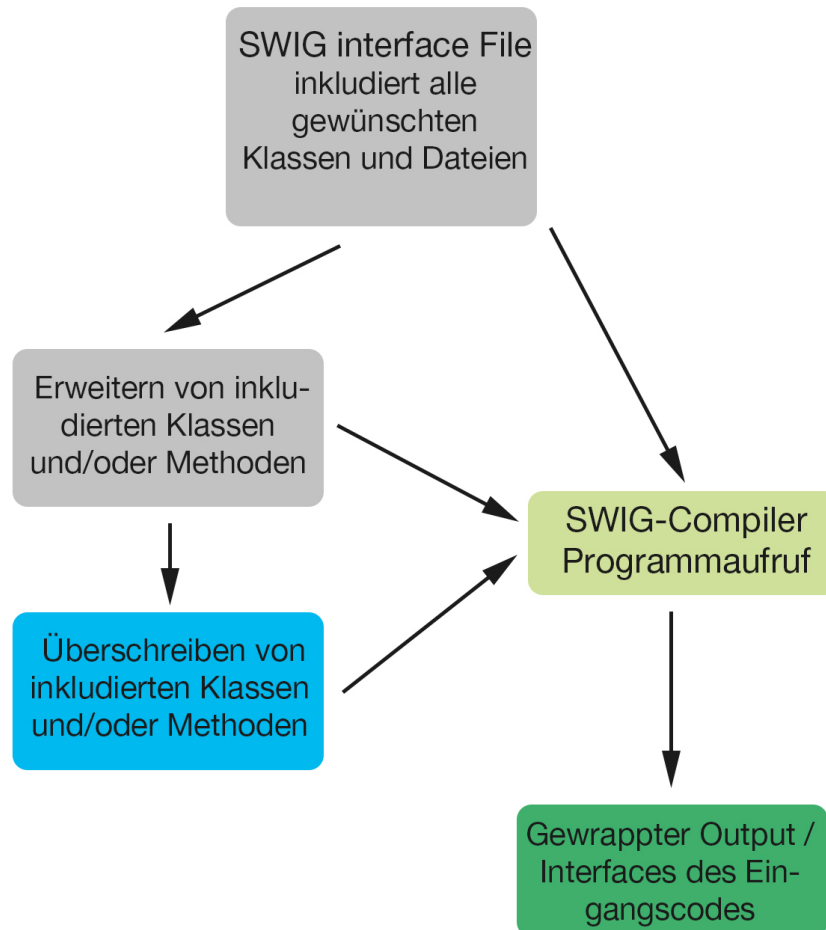 SWIG interface File
inkludiert alle
gewünschten
Klassen und Dateien
Erweitern von inklu-
dierten Klassen
und/oder Methoden
SWIG-Compiler
Programmaufruf
Überschreiben von
inkludierten Klassen
und/oder Methoden
Gewrappter Output /
Interfaces des Ein-
gangscodes